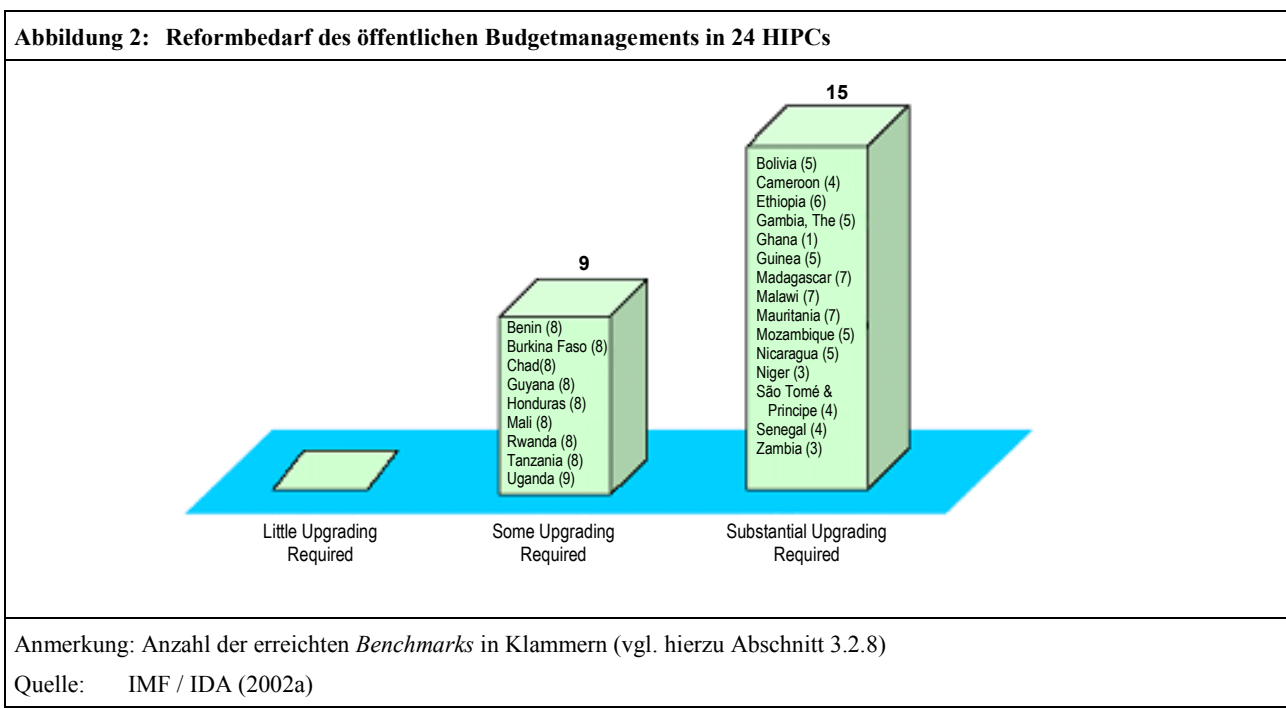 Abbildung 2: Reformbedarf des öffentlichen Budgetmanagements in 24 HIPCs
15
Bolivia (5)
Cameroon (4)
Ethiopia (6)
Gambia, The (5)
Ghana (1)
Guinea (5)
Madagascar (7)
Malawi (7)
Mauritania (7)
Mozambique (5)
Nicaragua (5)
Niger (3)
São Tomé &
Principe (4)
Senegal (4)
Zambia (3)
9
Benin (8)
Burkina Faso (8)
Chad(8)
Guyana (8)
Honduras (8)
Mali (8)
Rwanda (8)
Tanzania (8)
Uganda (9)
Little Upgrading
Required
Some Upgrading
Required
Substantial Upgrading
Required
Anmerkung: Anzahl der erreichten Benchmarks in Klammern (vgl. hierzu Abschnitt 3.2.8)
Quelle: IMF / IDA (2002a)